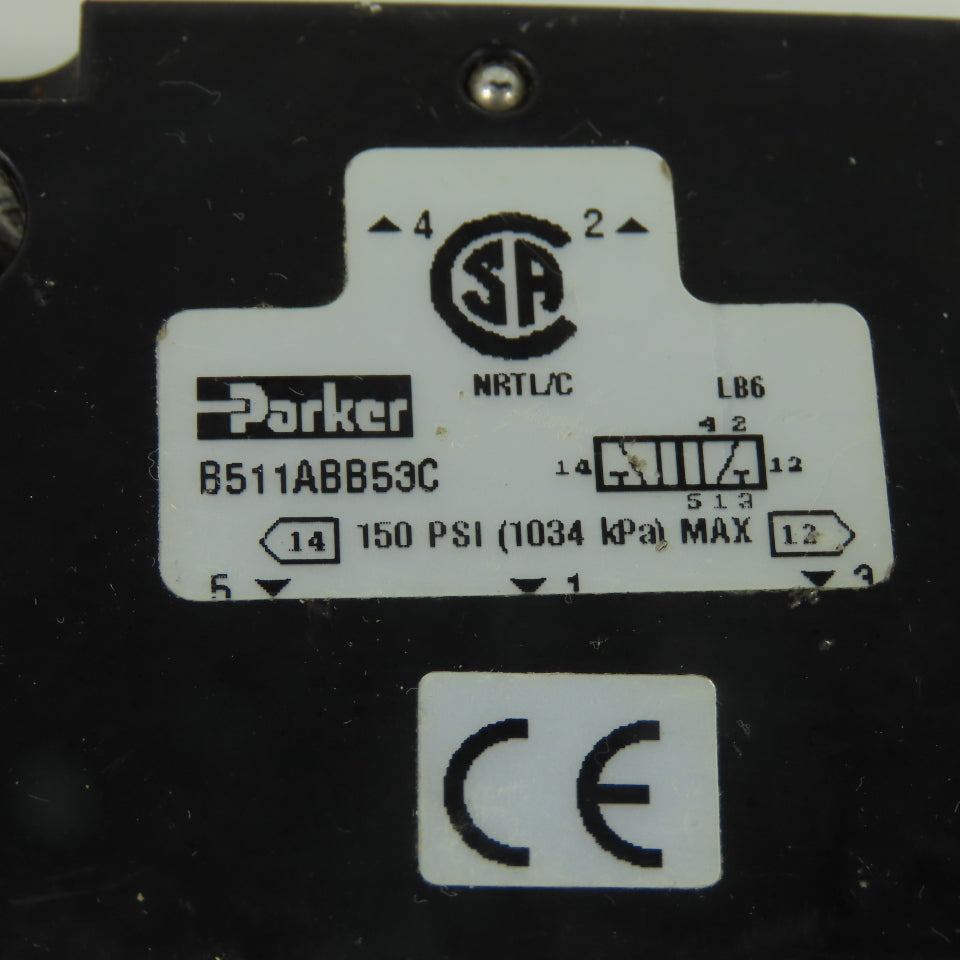 ▲4 2▲
CSA
NRTL/C
Parker
LB6
4 2
B511ABB53C
14 12
5 1 3
14 150 PSI (1034 kPa) MAX 12
5▼ ▼1 ▼3
CE